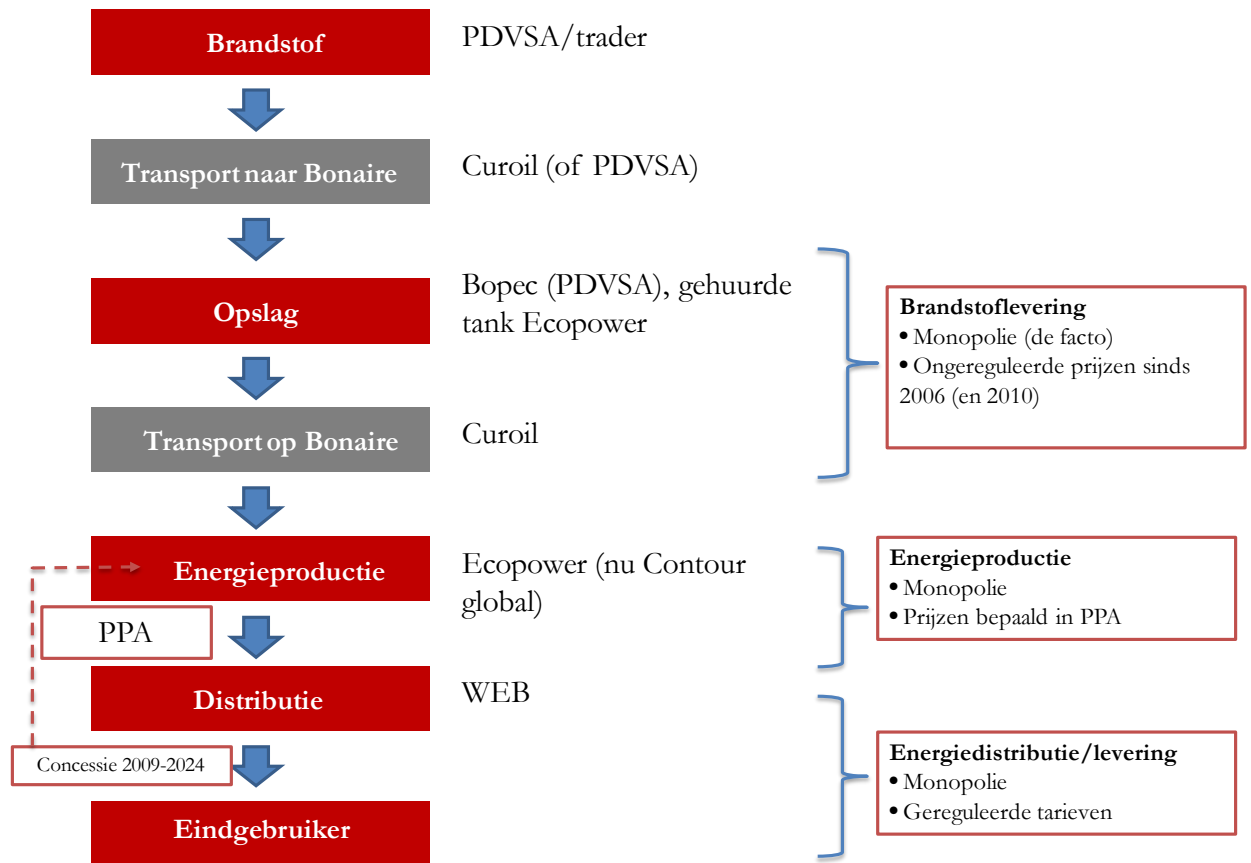 Brandstof
PDVSA/trader
Transport naar Bonaire
Curoil (of PDVSA)
Opslag
Bopec (PDVSA), gehuurde
tank Ecopower
Brandstoflevering
• Monopolie (de facto)
• Ongereguleerde prijzen sinds
2006 (en 2010)
Transport op Bonaire
Curoil
Energieproductie
Ecopower (nu Contour
global)
Energieproductie
• Monopolie
• Prijzen bepaald in PPA
PPA
Distributie
WEB
Concessie 2009-2024
Energiedistributie/levering
• Monopolie
• Gereguleerde tarieven
Eindgebruiker